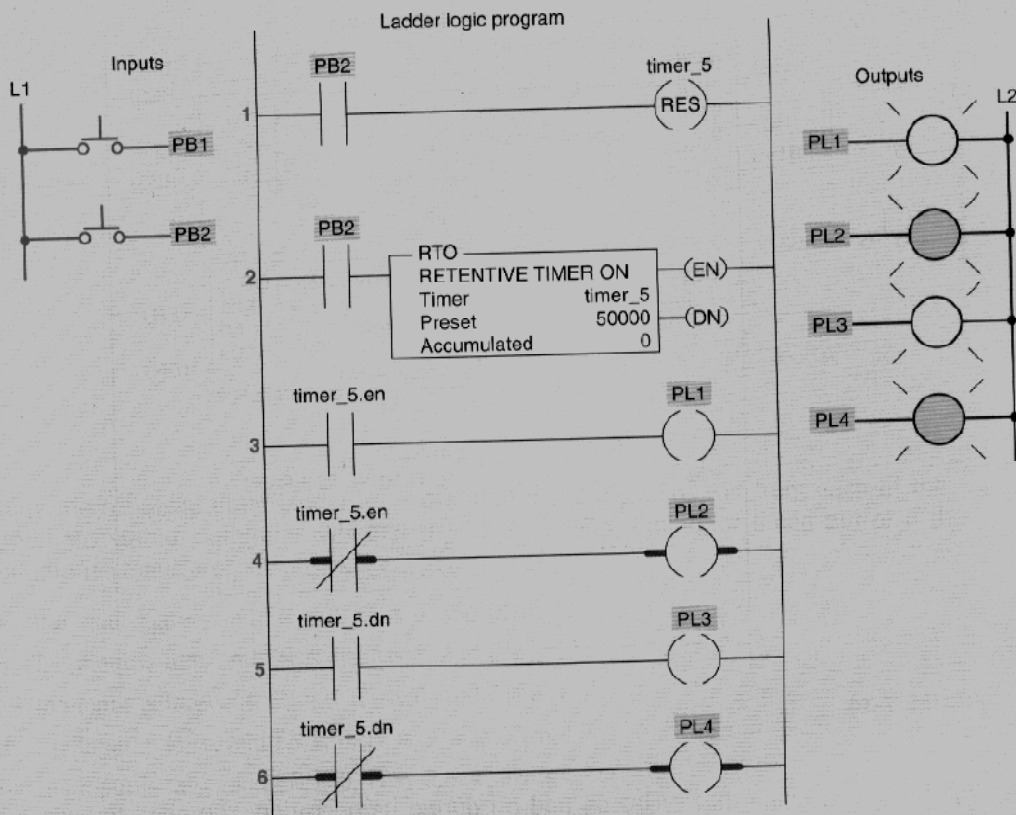 Ladder logic program
Inputs
L1
PB1
PB2
PB2
timer_5
1
RES
PB2
2
RTO
RETENTIVE TIMER ON
Timer timer_5
Preset 50000
Accumulated 0
(EN)
(DN)
timer_5.en
PL1
3
timer_5.en
PL2
4
timer_5.dn
PL3
5
timer_5.dn
PL4
6
Outputs
L2
PL1
PL2
PL3
PL4